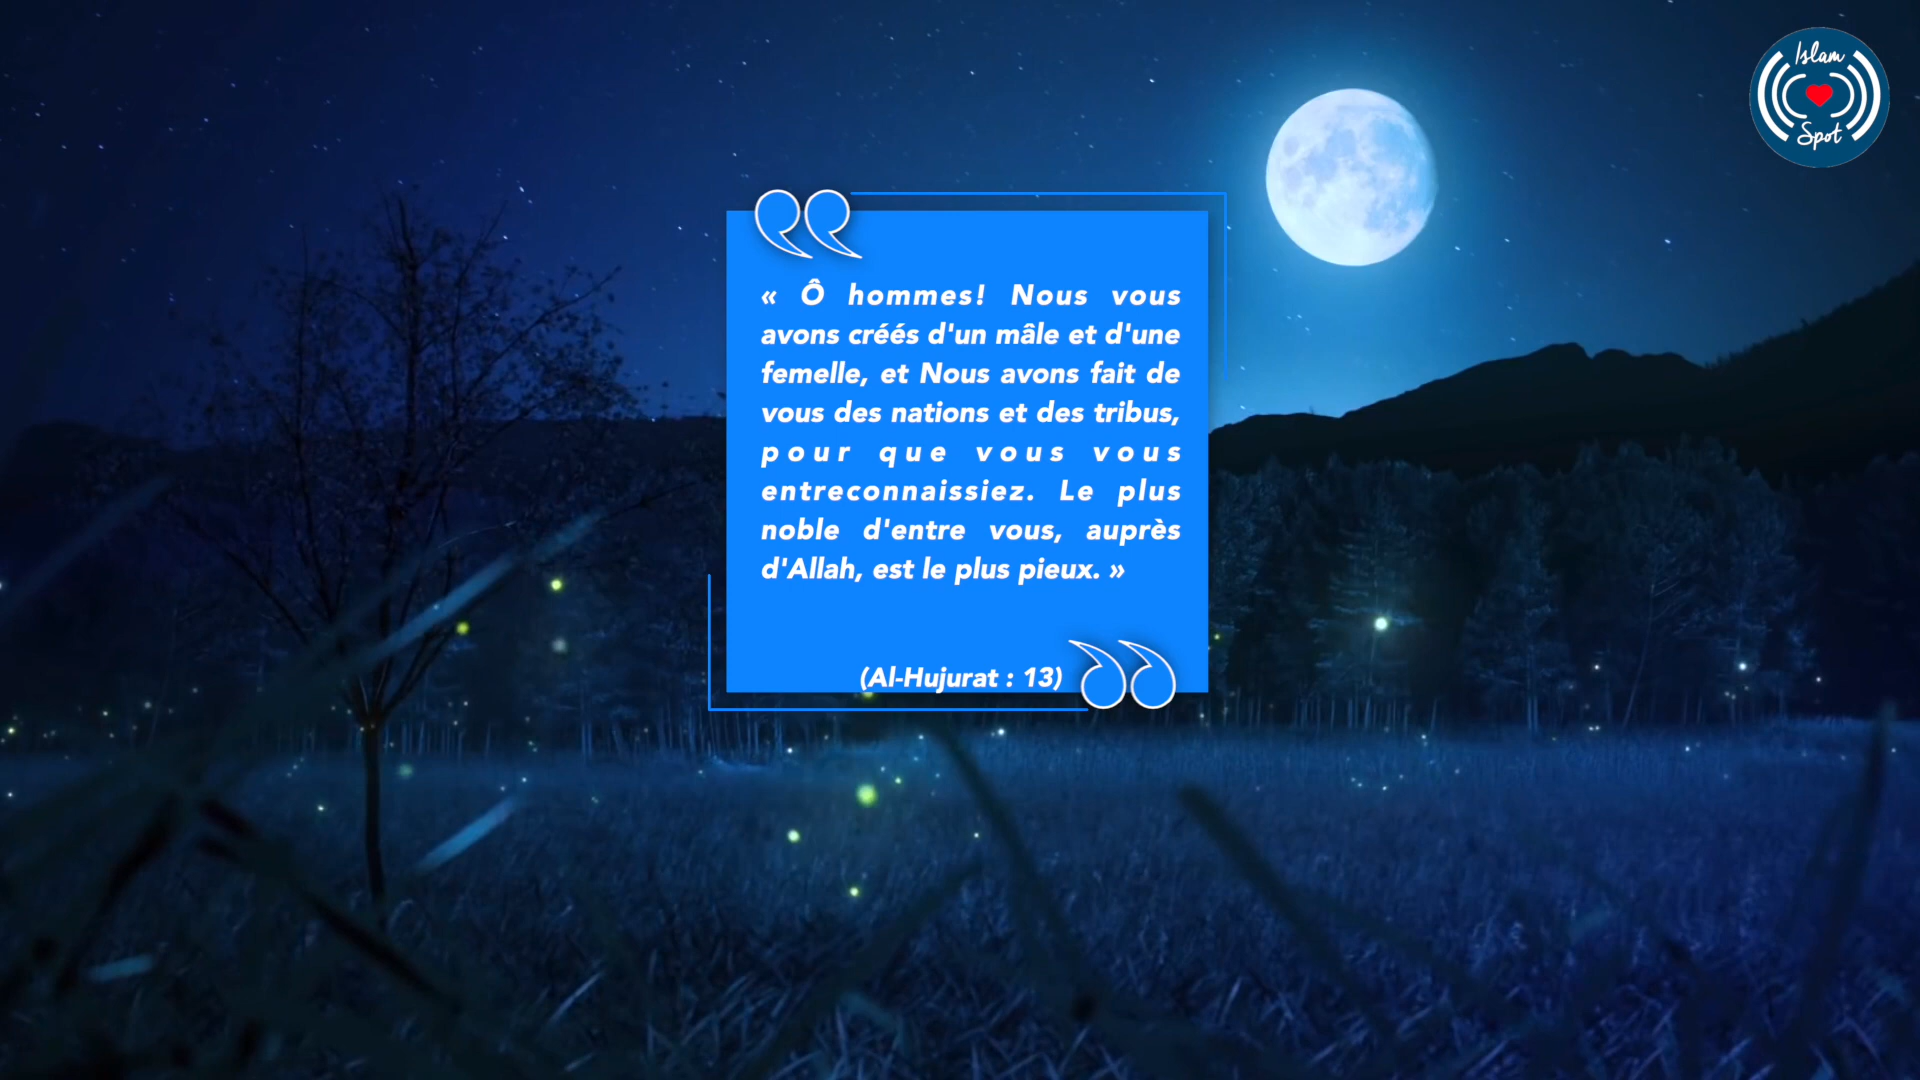 Islam
Spot
« Ô hommes! Nous vous
avons créés d'un mâle et d'une
femelle, et Nous avons fait de
vous des nations et des tribus,
pour que vous vous
entreconnaissiez. Le plus
noble d'entre vous, auprès
d'Allah, est le plus pieux. »
(Al-Hujurat : 13)